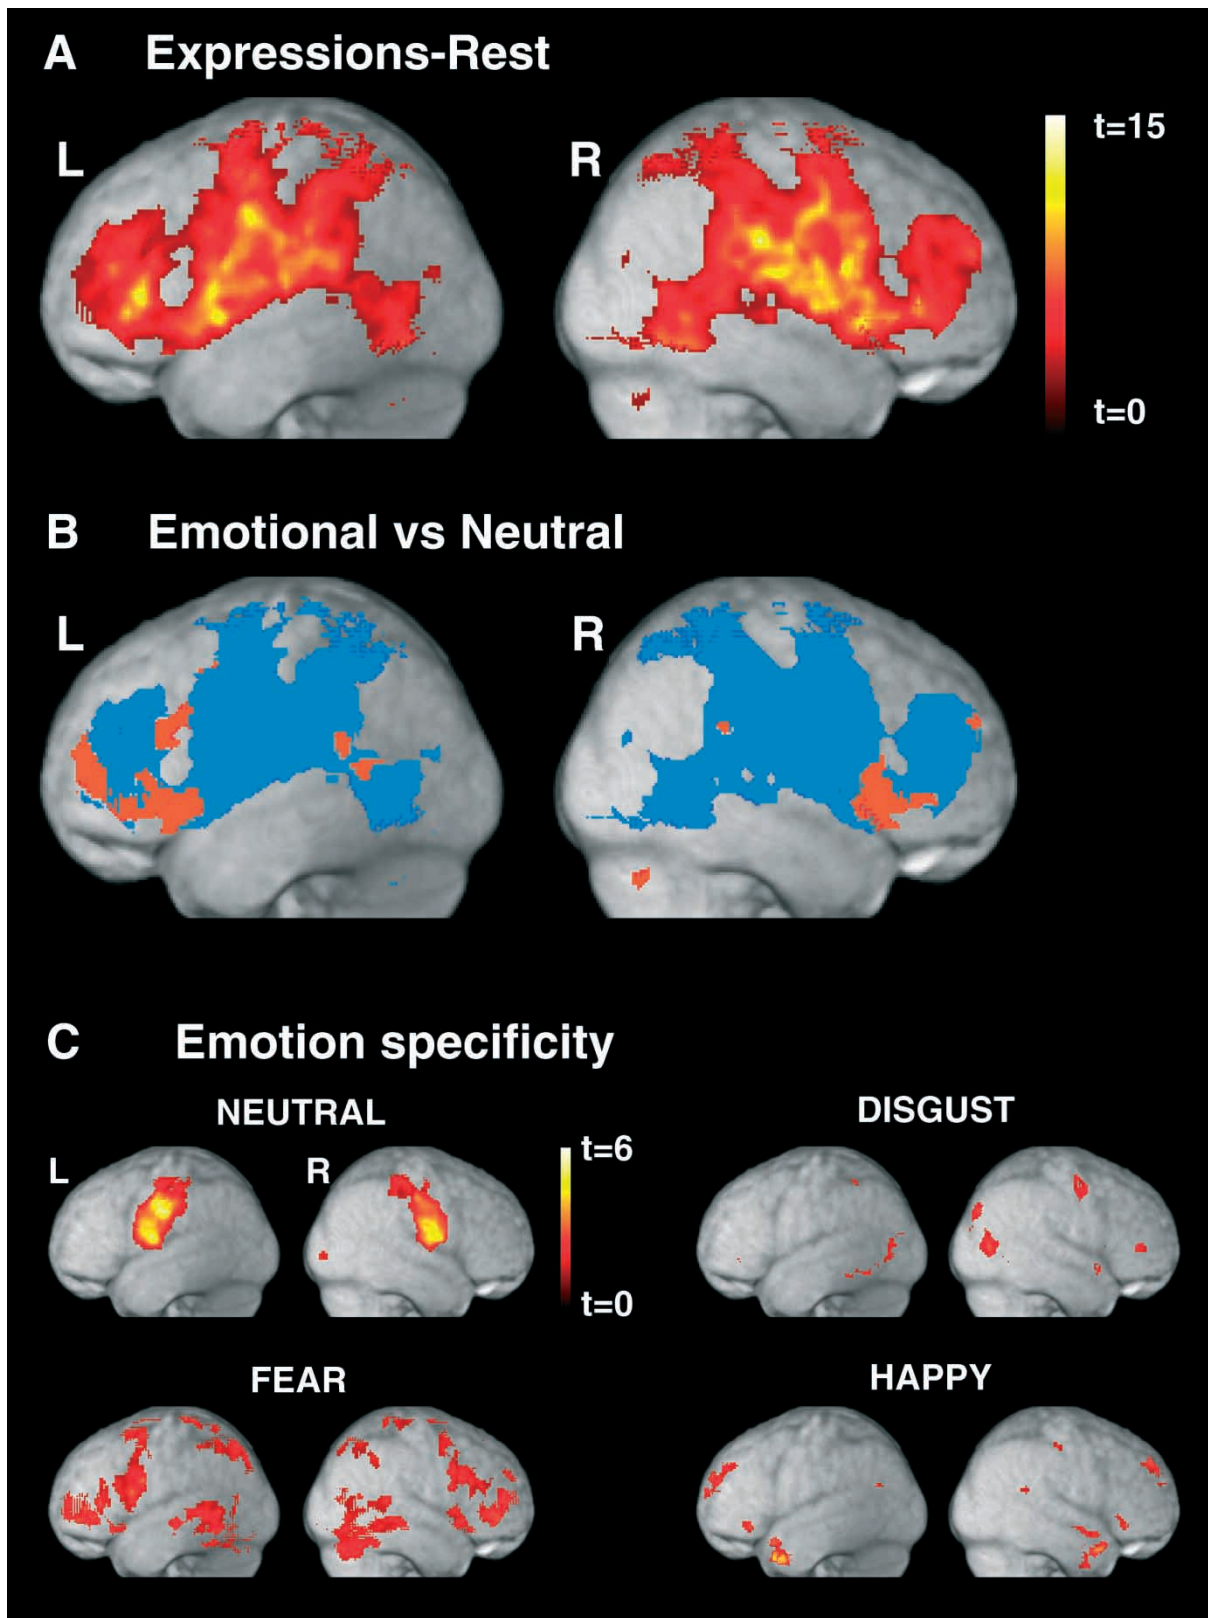 A Expressions-Rest
L
R
t=15
t=0
B Emotional vs Neutral
L
R
C Emotion specificity
NEUTRAL
DISGUST
L
R
t=6
t=0
FEAR
HAPPY